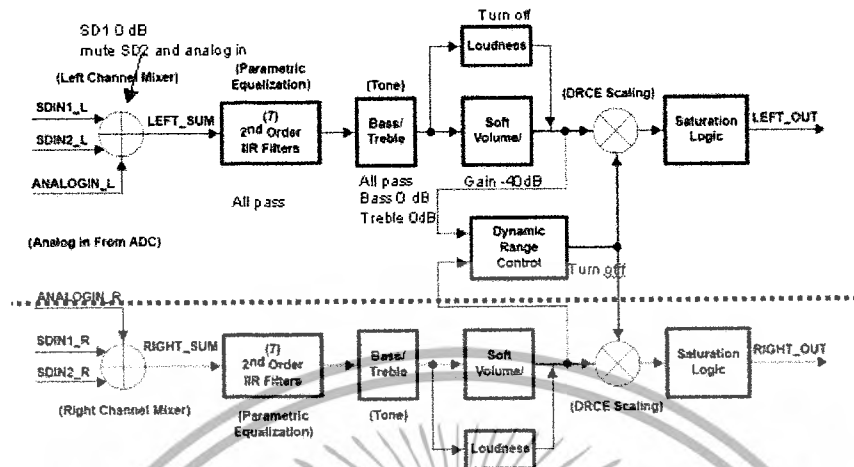 SD1 0 dB
mute SD2 and analog in
Turn off
Loudness
(Left Channel Mixer)
(Parametric
Equalization)
(Tone)
(DRCE Scaling)
SDIN1_L
SDIN2_L
ANALOGIN_L
LEFT_SUM
(7)
2nd Order
IIR Filters
Bass/
Treble
Soft
Volume/
Saturation
Logic
LEFT_OUT
All pass
All pass
Bass 0 dB
Treble 0dB
Gain -40dB
(Analog in From ADC)
Dynamic
Range
Control
Turn off
ANALOGIN_R
SDIN1_R
SDIN2_R
RIGHT_SUM
(7)
2nd Order
IIR Filters
Bass/
Treble
Soft
Volume/
Saturation
Logic
RIGHT_OUT
(Right Channel Mixer)
(Parametric
Equalization)
(Tone)
(DRCE Scaling)
Loudness